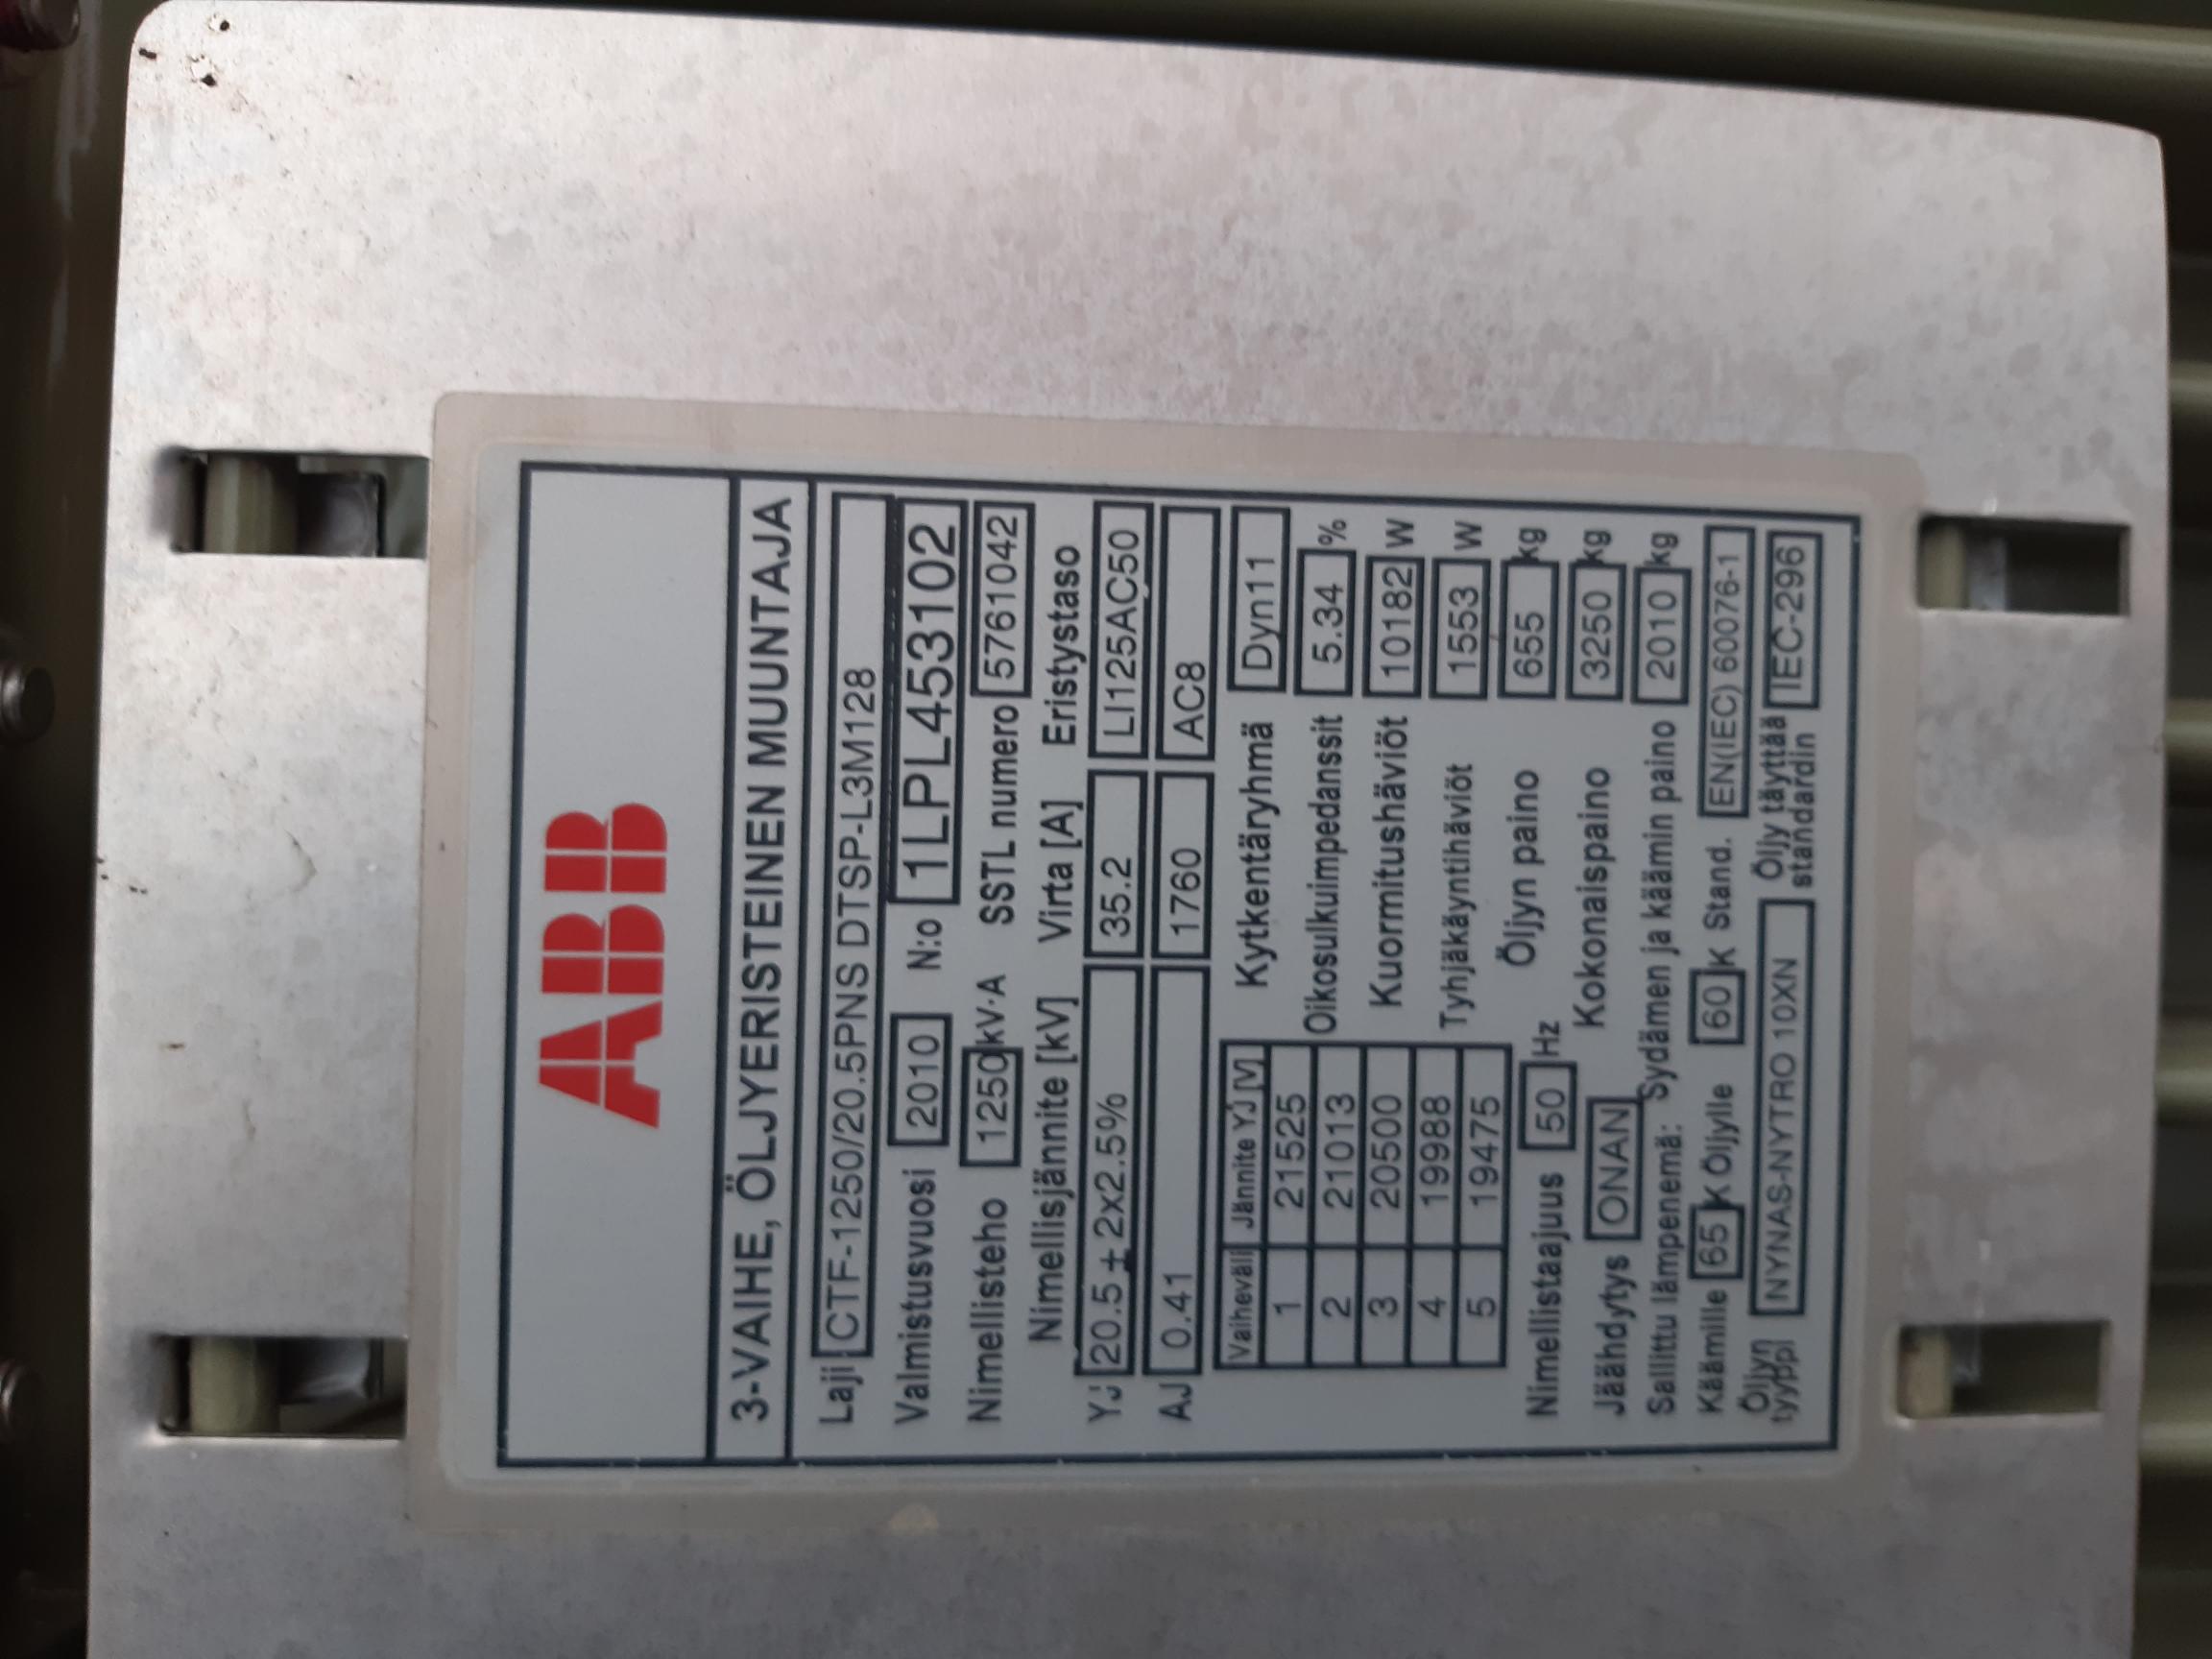 ABB
3-VAIHE, ÖLJYERISTEINEN MUUNTAJA
Laji CTF-1250/20.5PNS DTSP-L3M128
Valmistusvuosi 2010 N:o 1LPL453102
Nimellisteho 1250 kV·A SSTL numero 5761042
Nimellisjännite [kV] Virta [A] Eristystaso
YJ 20.5 ± 2x2.5% 35.2 LI125AC50
AJ 0.41 1760 AC8
Vaiheväli Jännite YJ [V] Kytkentäryhmä Dyn11
1 21525
2 21013 Oikosulkuimpedanssit 5.34 %
3 20500 Kuormitushäviöt 10182 W
4 19988
5 19475 Tyhjäkäyntihäviöt 1553 W
Öljyn paino 655 kg
Nimellistaajuus 50 Hz Kokonaispaino 3250 kg
Jäähdytys ONAN
Sallittu lämpenemä: Sydämen ja käämin paino 2010 kg
Käämille 65 K Öljylle 60 K Stand. EN(IEC) 60076-1
Öljyn tyyppi NYNAS-NYTRO 10XN Öljy täyttää standardin IEC-296